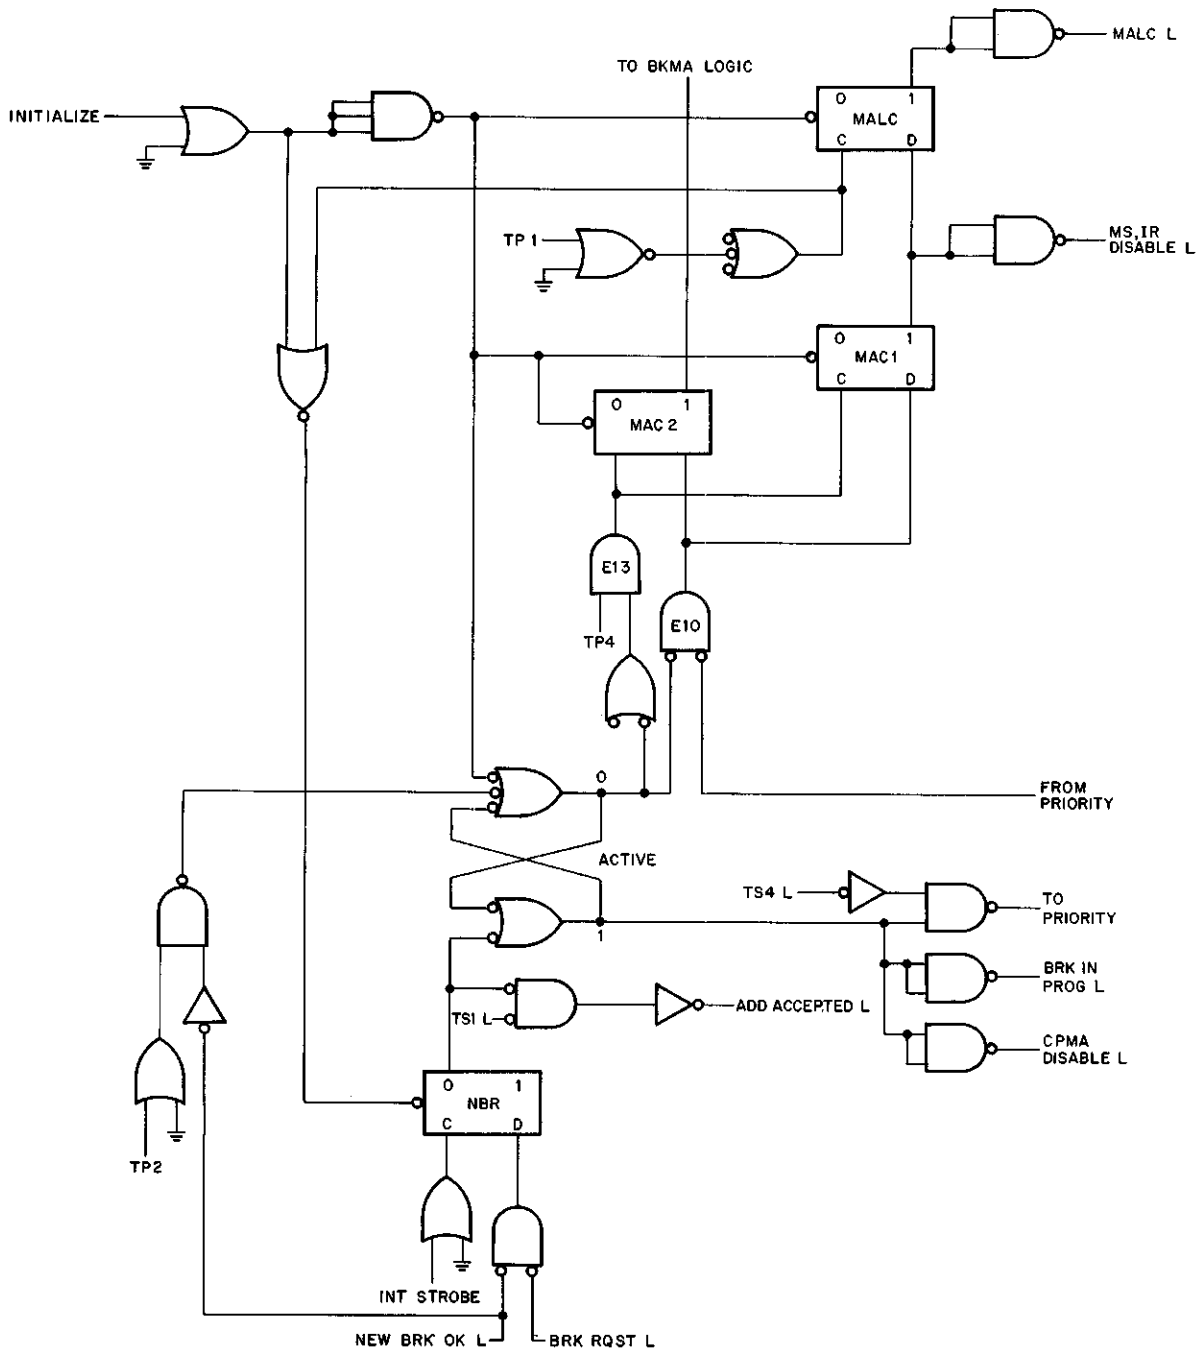 MALC L
TO BKMA LOGIC
INITIALIZE
0 1
MALC
C D
TP 1
MS,IR
DISABLE L
0 1
MAC1
C D
0 1
MAC 2
E13
TP4
E10
0
FROM
PRIORITY
ACTIVE
TS4 L
TO
PRIORITY
1
BRK IN
PROG L
TS1 L
ADD ACCEPTED L
CPMA
DISABLE L
0 1
NBR
C D
TP2
INT STROBE
NEW BRK OK L
BRK RQST L